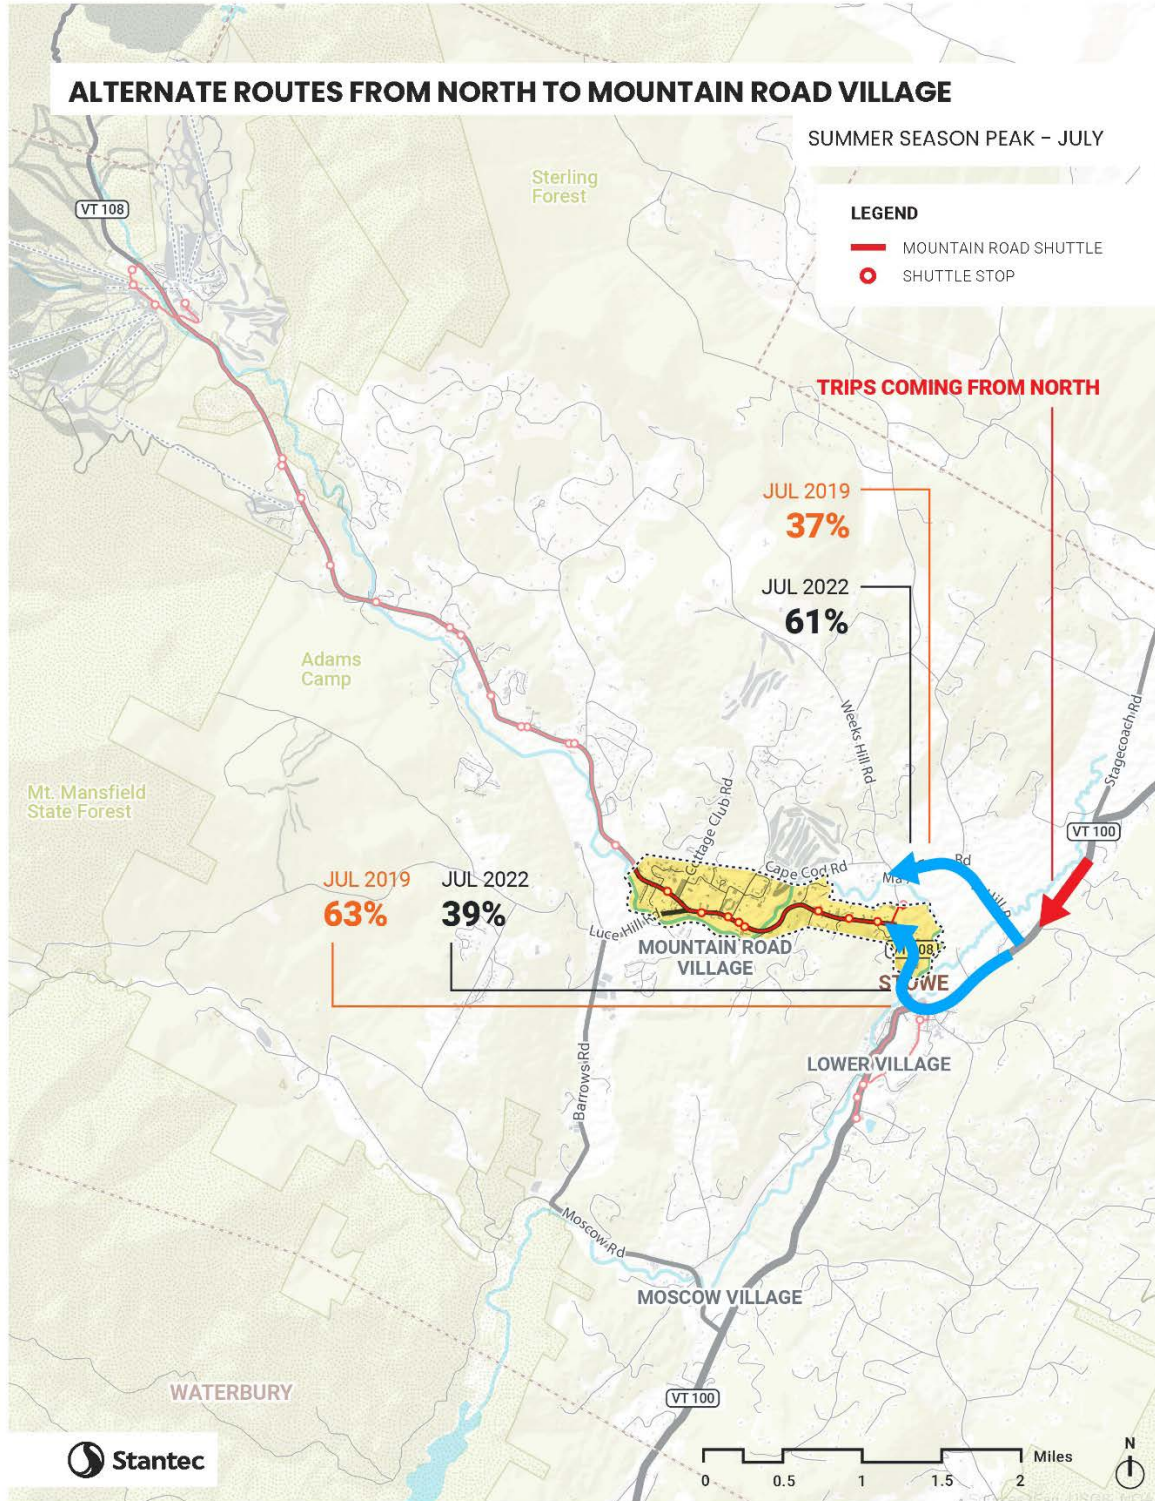 ALTERNATE ROUTES FROM NORTH TO MOUNTAIN ROAD VILLAGE
SUMMER SEASON PEAK - JULY
LEGEND
MOUNTAIN ROAD SHUTTLE
SHUTTLE STOP
Sterling
Forest
VT 108
TRIPS COMING FROM NORTH
JUL 2019
37%
JUL 2022
61%
Adams
Camp
Weeks Hill Rd
Stagecoach Rd
Mt. Mansfield
State Forest
Cottage Club Rd
VT 100
Cape Cod Rd
Rd
Hill
JUL 2019
63%
JUL 2022
39%
Luce Hill R
MOUNTAIN ROAD
VILLAGE
08
STOWE
LOWER VILLAGE
Barrows Rd
Moscow Rd
MOSCOW VILLAGE
WATERBURY
VT 100
Stantec
0 0.5 1 1.5 2 Miles
N